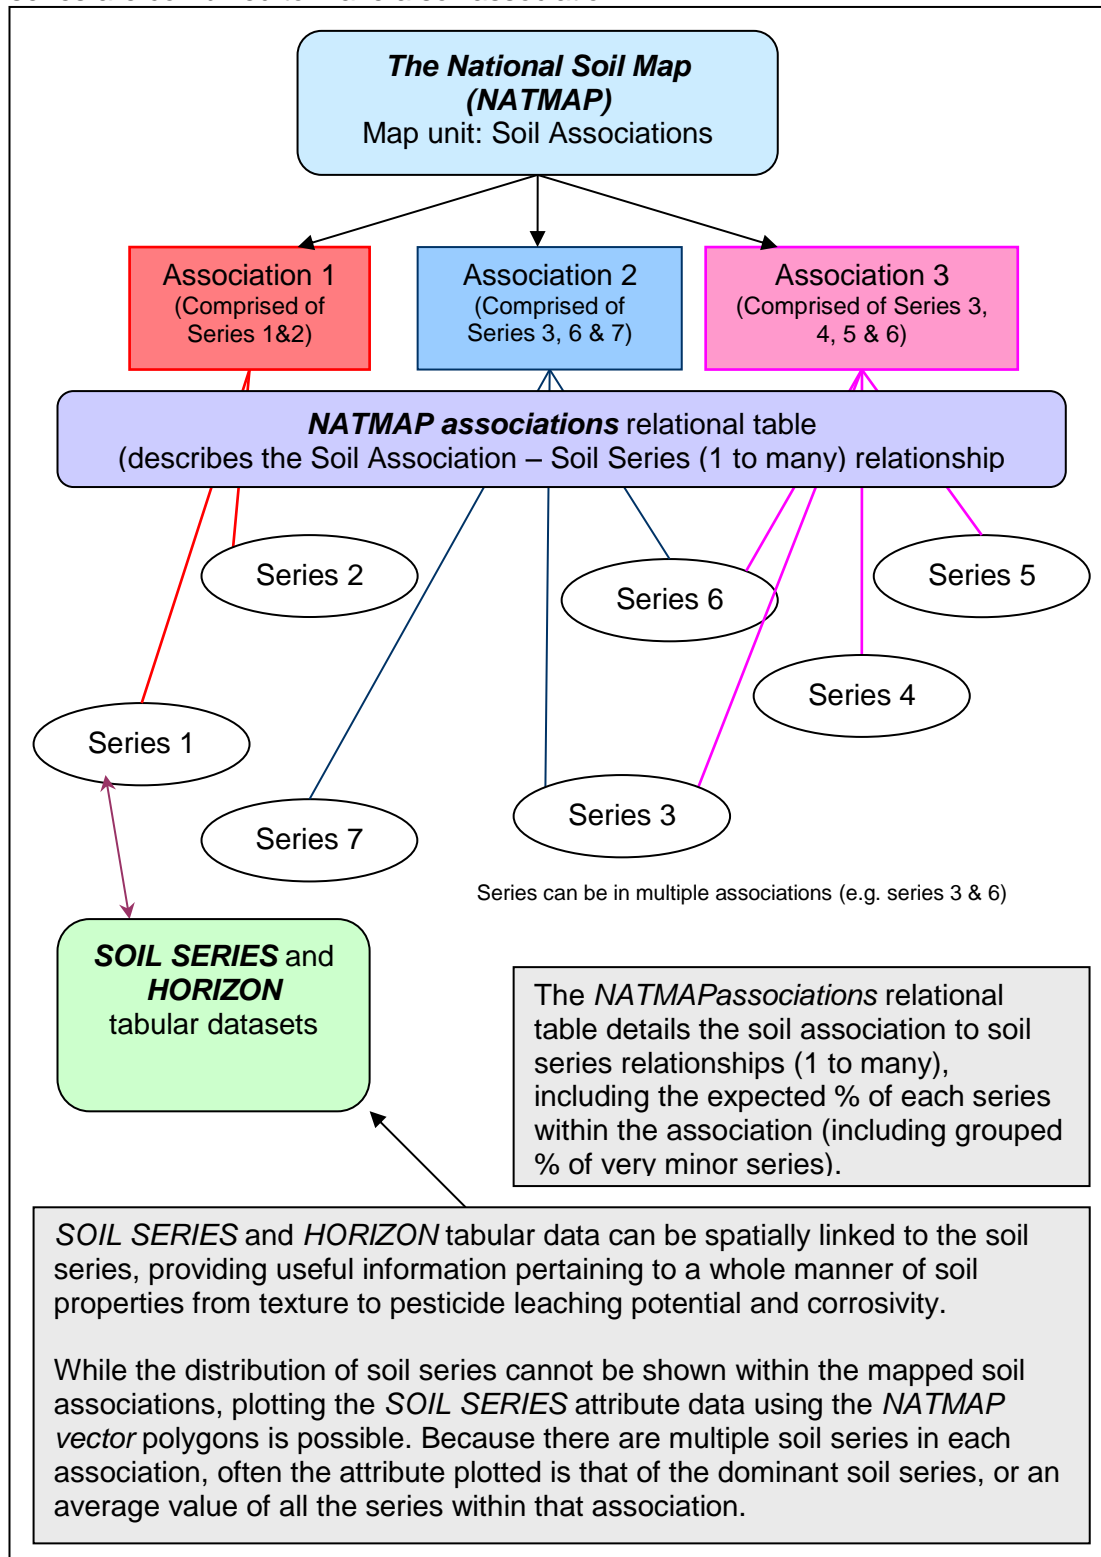 The National Soil Map
(NATMAP)
Map unit: Soil Associations
Association 1
(Comprised of
Series 1&2)
Association 2
(Comprised of
Series 3, 6 & 7)
Association 3
(Comprised of Series 3,
4, 5 & 6)
NATMAP associations relational table
(describes the Soil Association – Soil Series (1 to many) relationship
Series 2
Series 6
Series 5
Series 4
Series 1
Series 7
Series 3
Series can be in multiple associations (e.g. series 3 & 6)
SOIL SERIES and
HORIZON
tabular datasets
The NATMAPassociations relational
table details the soil association to soil
series relationships (1 to many),
including the expected % of each series
within the association (including grouped
% of very minor series).
SOIL SERIES and HORIZON tabular data can be spatially linked to the soil
series, providing useful information pertaining to a whole manner of soil
properties from texture to pesticide leaching potential and corrosivity.
While the distribution of soil series cannot be shown within the mapped soil
associations, plotting the SOIL SERIES attribute data using the NATMAP
vector polygons is possible. Because there are multiple soil series in each
association, often the attribute plotted is that of the dominant soil series, or an
average value of all the series within that association.